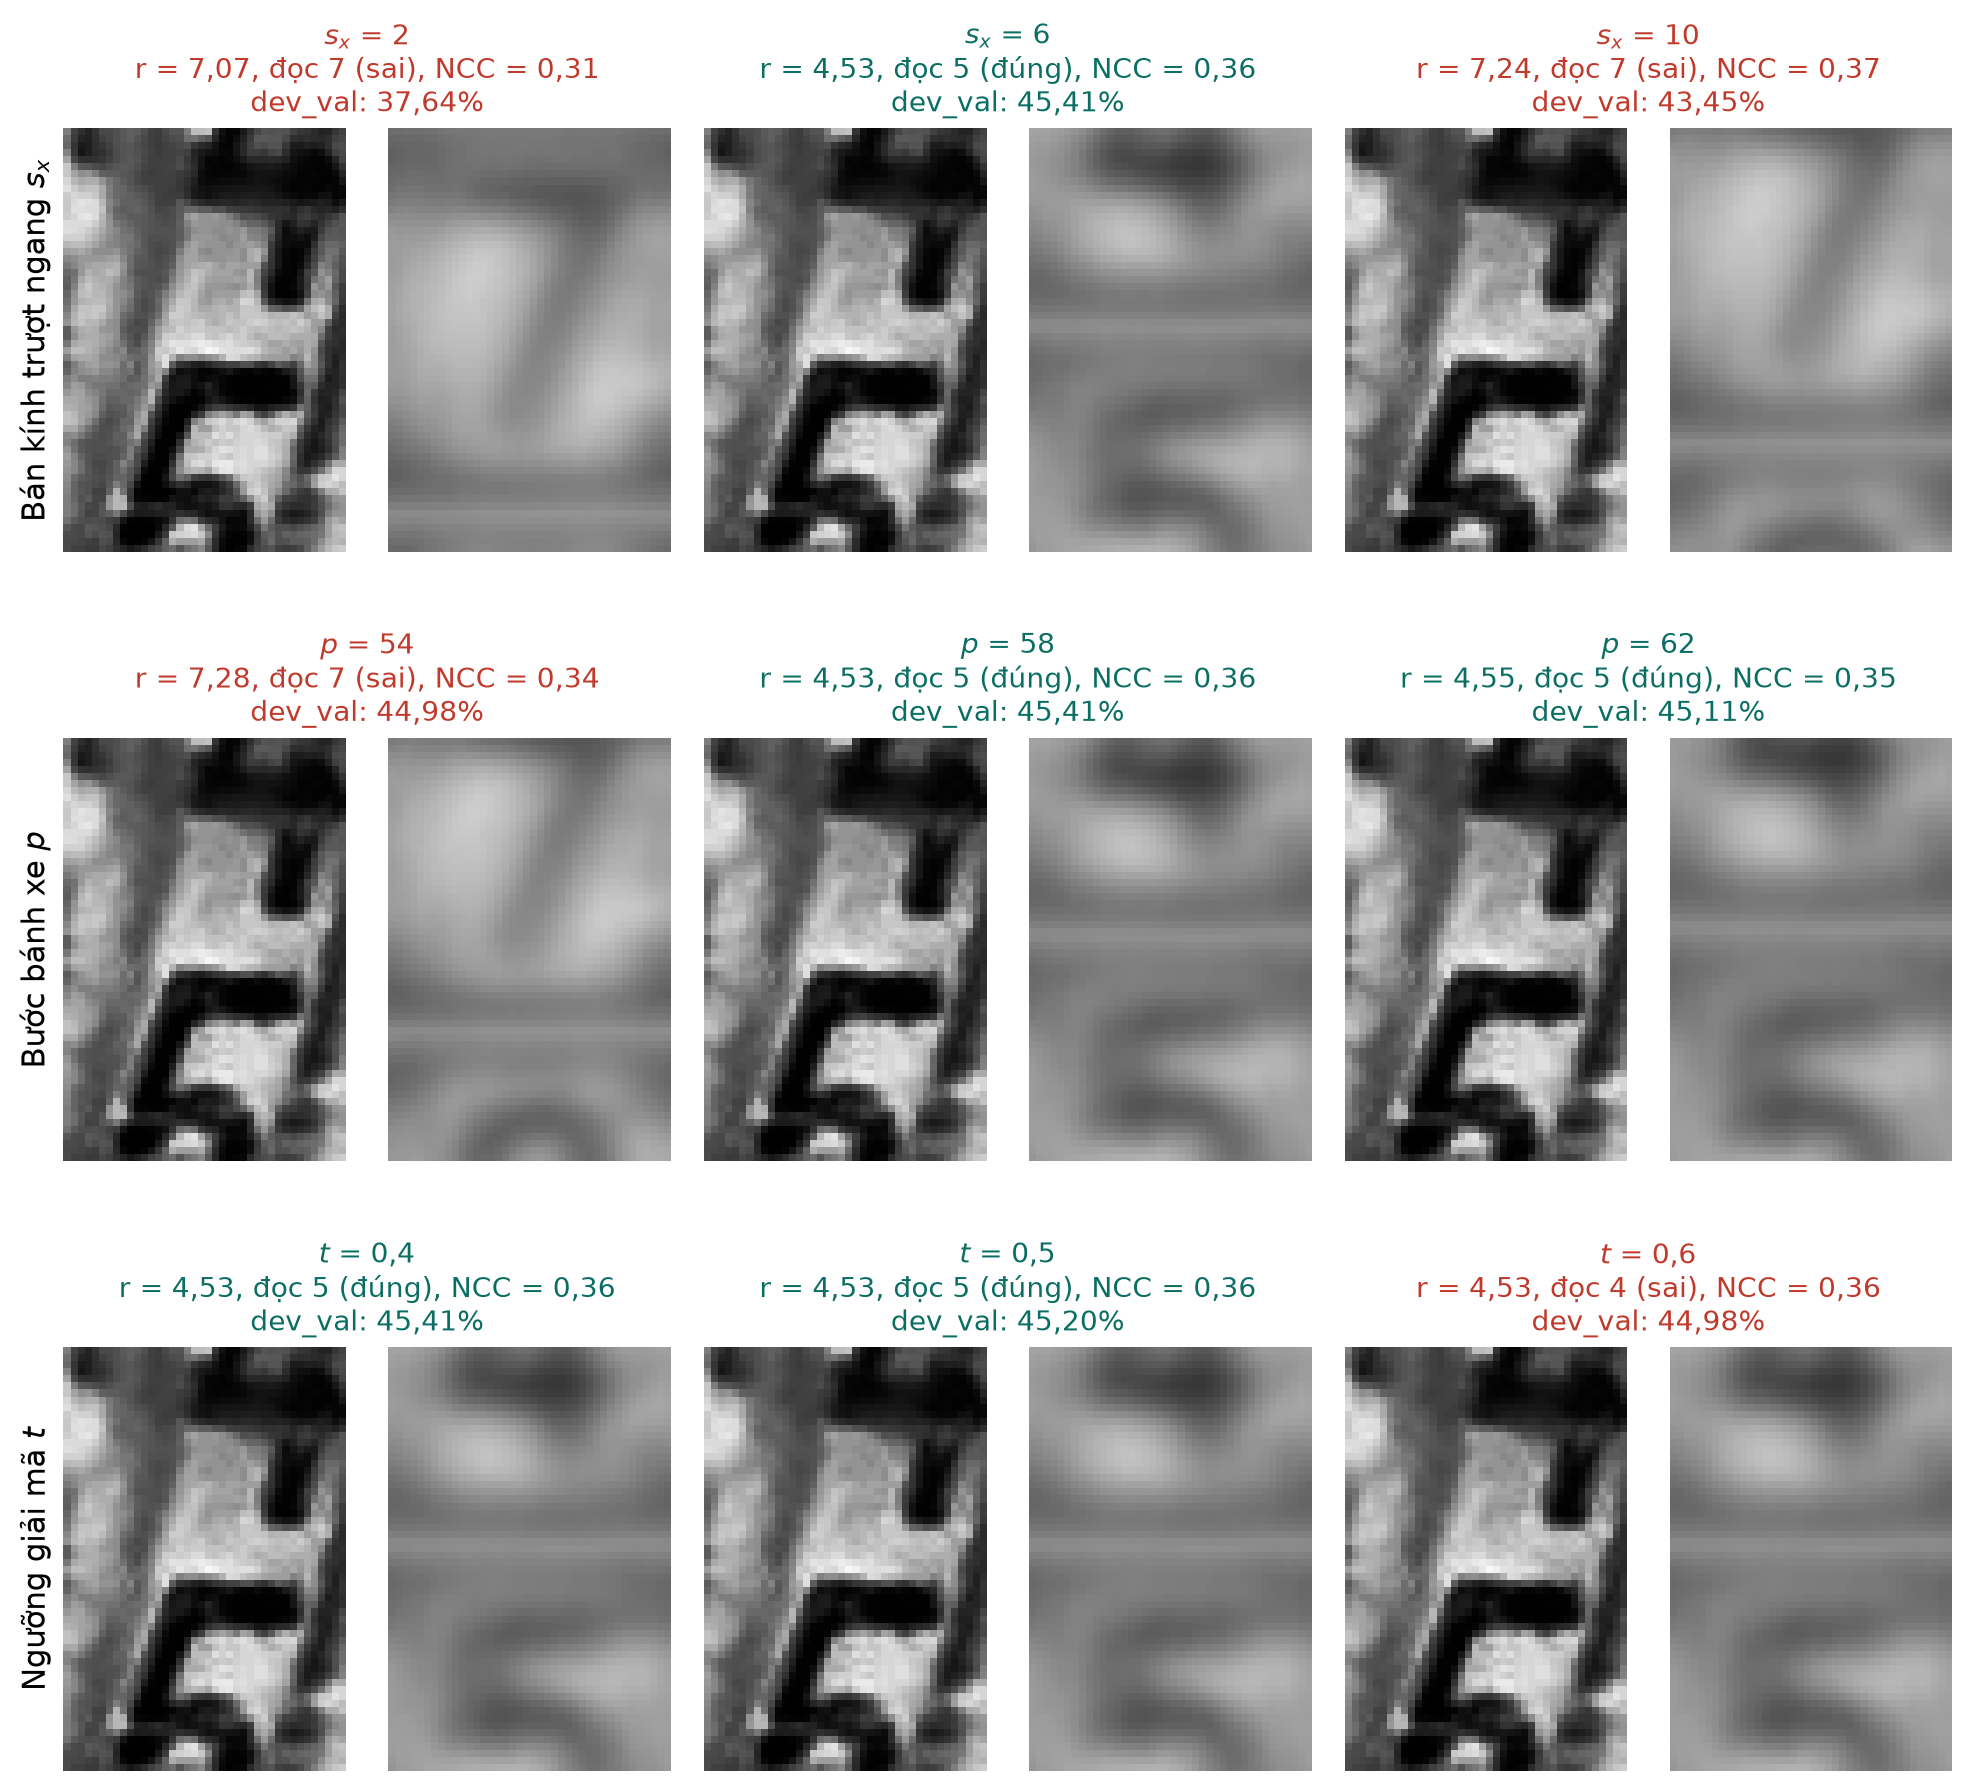 sx = 2
r = 7,07, đọc 7 (sai), NCC = 0,31
dev_val: 37,64%
sx = 6
r = 4,53, đọc 5 (đúng), NCC = 0,36
dev_val: 45,41%
sx = 10
r = 7,24, đọc 7 (sai), NCC = 0,37
dev_val: 43,45%
Bán kính trượt ngang sx
p = 54
r = 7,28, đọc 7 (sai), NCC = 0,34
dev_val: 44,98%
p = 58
r = 4,53, đọc 5 (đúng), NCC = 0,36
dev_val: 45,41%
p = 62
r = 4,55, đọc 5 (đúng), NCC = 0,35
dev_val: 45,11%
Bước bánh xe p
t = 0,4
r = 4,53, đọc 5 (đúng), NCC = 0,36
dev_val: 45,41%
t = 0,5
r = 4,53, đọc 5 (đúng), NCC = 0,36
dev_val: 45,20%
t = 0,6
r = 4,53, đọc 4 (sai), NCC = 0,36
dev_val: 44,98%
Ngưỡng giải mã t